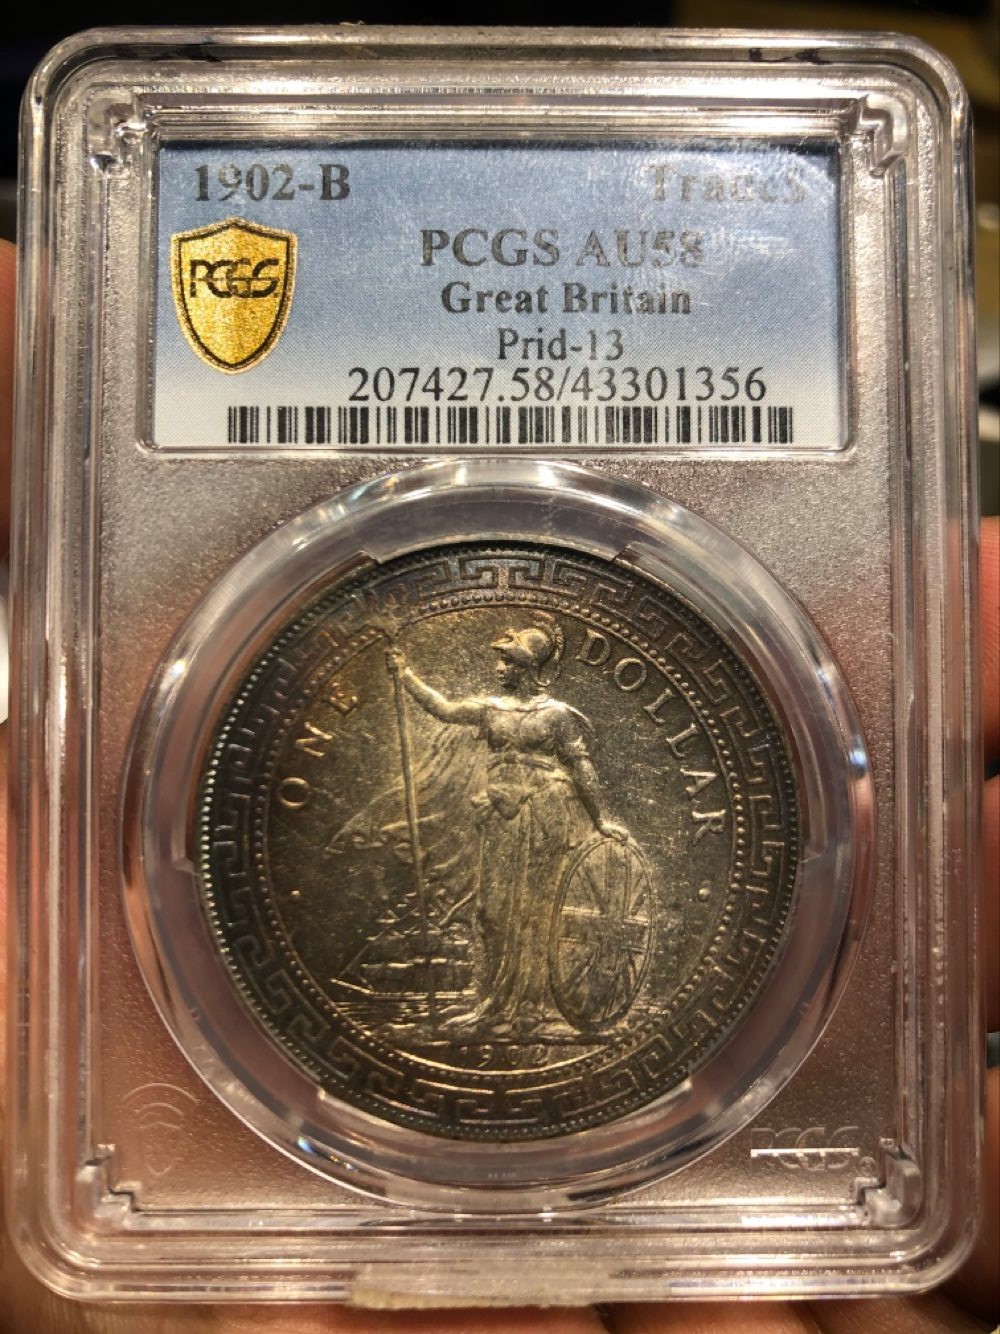 1902-B
Trade$
PCGS
PCGS AU58
Great Britain
Prid-13
207427.58/43301356
ONE DOLLAR
1902
PCGS